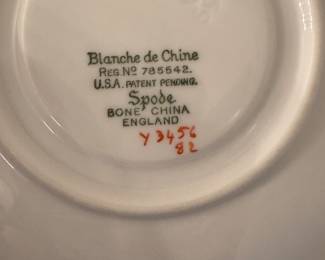 Blanche de Chine
REG. Nº 785542.
U.S.A. PATENT PENDING.
Spode
BONE CHINA
ENGLAND
Y 3456
82